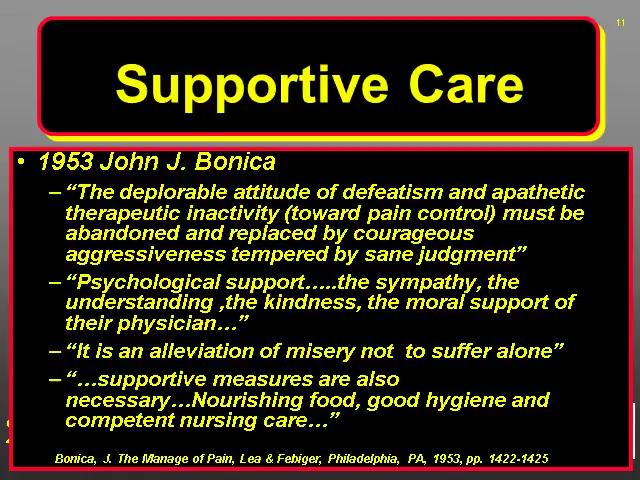 11
Supportive Care
• 1953 John J. Bonica
– “The deplorable attitude of defeatism and apathetic
therapeutic inactivity (toward pain control) must be
abandoned and replaced by courageous
aggressiveness tempered by sane judgment”
– “Psychological support…..the sympathy, the
understanding ,the kindness, the moral support of
their physician…”
– “It is an alleviation of misery not to suffer alone”
– “…supportive measures are also
necessary…Nourishing food, good hygiene and
competent nursing care…”
Bonica, J. The Manage of Pain, Lea & Febiger, Philadelphia, PA, 1953, pp. 1422-1425